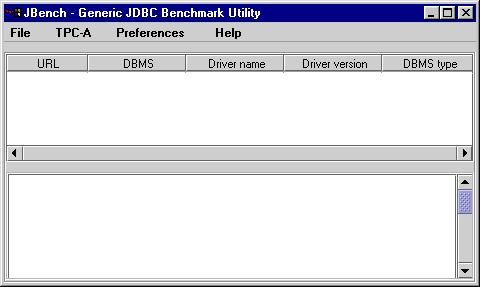 JBench - Generic JDBC Benchmark Utility
File TPC-A Preferences Help
URL DBMS Driver name Driver version DBMS type